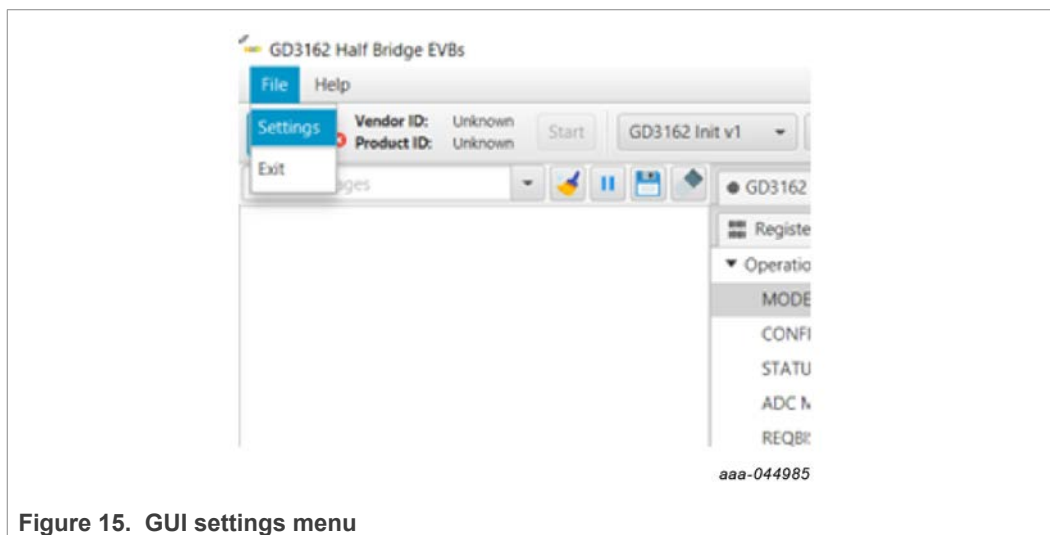 GD3162 Half Bridge EVBs
File Help
Settings Vendor ID: Unknown Start GD3162 Init v1
Product ID: Unknown
Exit
GD3162
Operatio
MODE
CONFI
STATU
ADC
aaa-044985
Figure 15. GUI settings menu